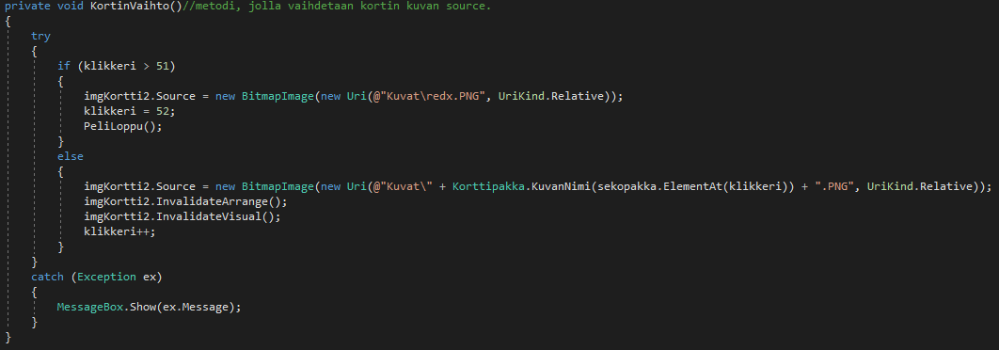 private void KortinVaihto()//metodi, jolla vaihdetaan kortin kuvan source.
{
try
{
if (klikkeri > 51)
{
imgKortti2.Source = new BitmapImage(new Uri(@"Kuvat\redx.PNG", UriKind.Relative));
klikkeri = 52;
PeliLoppu();
}
else
{
imgKortti2.Source = new BitmapImage(new Uri(@"Kuvat\" + Korttipakka.KuvanNimi(sekopakka.ElementAt(klikkeri)) + ".PNG", UriKind.Relative));
imgKortti2.InvalidateArrange();
imgKortti2.InvalidateVisual();
klikkeri++;
}
}
catch (Exception ex)
{
MessageBox.Show(ex.Message);
}
}